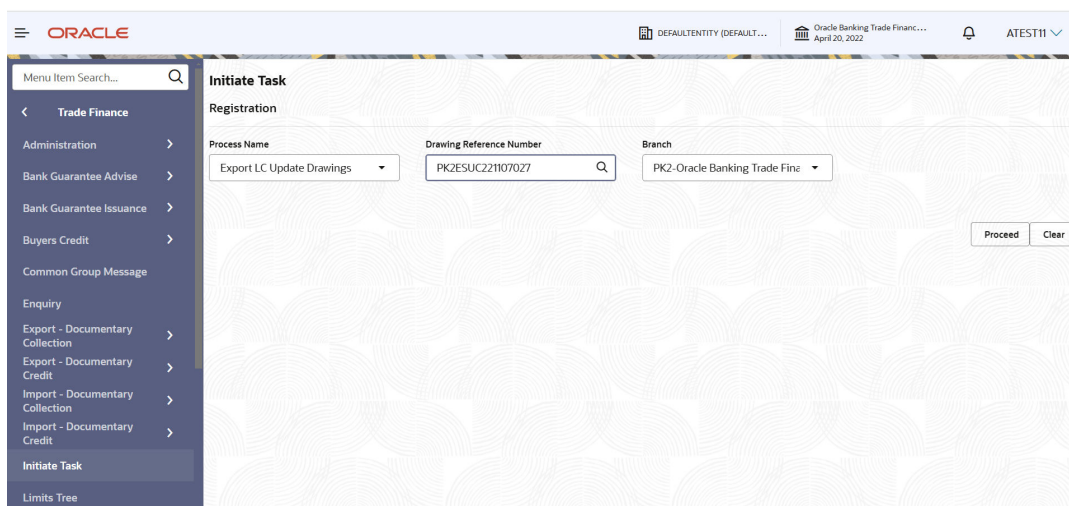 ORACLE
DEFAULTENTITY (DEFAULT...
Oracle Banking Trade Financ...
April 20, 2022
ATEST11
Menu Item Search...
Trade Finance
Administration
Bank Guarantee Advise
Bank Guarantee Issuance
Buyers Credit
Common Group Message
Enquiry
Export - Documentary
Collection
Export - Documentary
Credit
Import - Documentary
Collection
Import - Documentary
Credit
Initiate Task
Limits Tree
Initiate Task
Registration
Process Name
Drawing Reference Number
Branch
Export LC Update Drawings
PK2ESUC221107027
PK2-Oracle Banking Trade Fina
Proceed
Clear